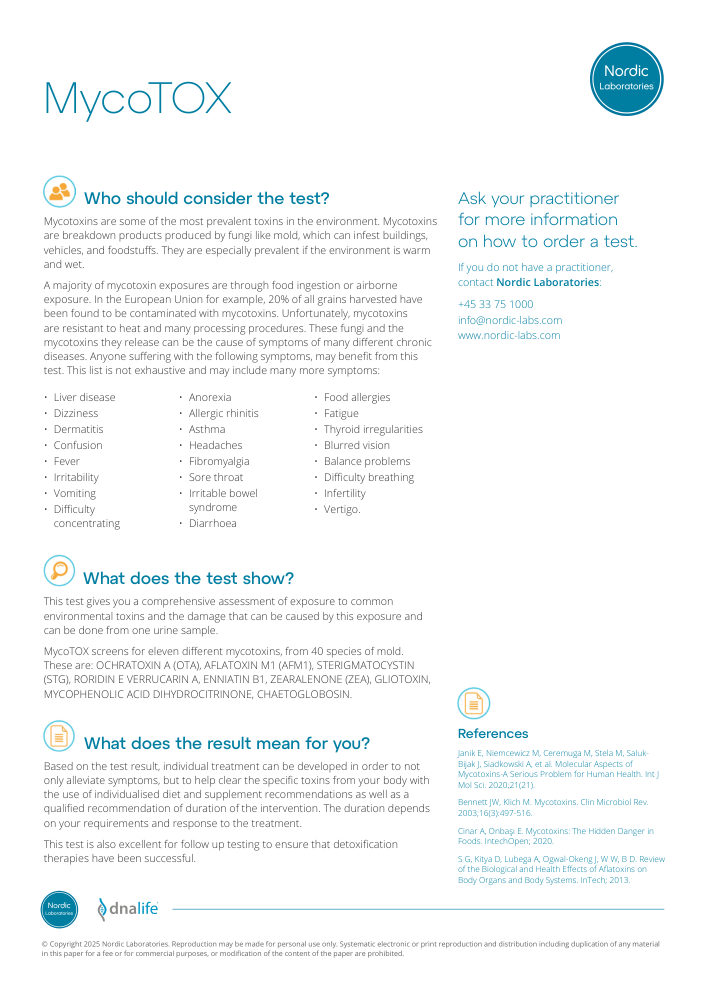 MycoTOX
Nordic
Laboratories
Who should consider the test?
Mycotoxins are some of the most prevalent toxins in the environment. Mycotoxins
are breakdown products produced by fungi like mold, which can infest buildings,
vehicles, and foodstuffs. They are especially prevalent if the environment is warm
and wet.
A majority of mycotoxin exposures are through food ingestion or airborne
exposure. In the European Union for example, 20% of all grains harvested have
been found to be contaminated with mycotoxins. Unfortunately, mycotoxins
are resistant to heat and many processing procedures. These fungi and the
mycotoxins they release can be the cause of symptoms of many different chronic
diseases. Anyone suffering with the following symptoms, may benefit from this
test. This list is not exhaustive and may include many more symptoms:
• Liver disease
• Dizziness
• Dermatitis
• Confusion
• Fever
• Irritability
• Vomiting
• Difficulty
concentrating
• Anorexia
• Allergic rhinitis
• Asthma
• Headaches
• Fibromyalgia
• Sore throat
• Irritable bowel
syndrome
• Diarrhoea
• Food allergies
• Fatigue
• Thyroid irregularities
• Blurred vision
• Balance problems
• Difficulty breathing
• Infertility
• Vertigo.
What does the test show?
This test gives you a comprehensive assessment of exposure to common
environmental toxins and the damage that can be caused by this exposure and
can be done from one urine sample.
MycoTOX screens for eleven different mycotoxins, from 40 species of mold.
These are: OCHRATOXIN A (OTA), AFLATOXIN M1 (AFM1), STERIGMATOCYSTIN
(STG), RORIDIN E VERRUCARIN A, ENNIATIN B1, ZEARALENONE (ZEA), GLIOTOXIN,
MYCOPHENOLIC ACID DIHYDROCITRINONE, CHAETOGLOBOSIN.
What does the result mean for you?
Based on the test result, individual treatment can be developed in order to not
only alleviate symptoms, but to help clear the specific toxins from your body with
the use of individualised diet and supplement recommendations as well as a
qualified recommendation of duration of the intervention. The duration depends
on your requirements and response to the treatment.
This test is also excellent for follow up testing to ensure that detoxification
therapies have been successful.
Ask your practitioner
for more information
on how to order a test.
If you do not have a practitioner,
contact Nordic Laboratories:
+45 33 75 1000
info@nordic-labs.com
www.nordic-labs.com
References
Janik E, Niemcewicz M, Ceremuga M, Stela M, Saluk-
Bijak J, Siadkowski A, et al. Molecular Aspects of
Mycotoxins-A Serious Problem for Human Health. Int J
Mol Sci. 2020;21(21).
Bennett JW, Klich M. Mycotoxins. Clin Microbiol Rev.
2003;16(3):497-516.
Cinar A, Onbaşı E. Mycotoxins: The Hidden Danger in
Foods. IntechOpen; 2020.
S G, Kitya D, Lubega A, Ogwal-Okeng J, W W, B D. Review
of the Biological and Health Effects of Aflatoxins on
Body Organs and Body Systems. InTech; 2013.
Nordic
Laboratories
dnalife
© Copyright 2025 Nordic Laboratories. Reproduction may be made for personal use only. Systematic electronic or print reproduction and distribution including duplication of any material
in this paper for a fee or for commercial purposes, or modification of the content of the paper are prohibited.